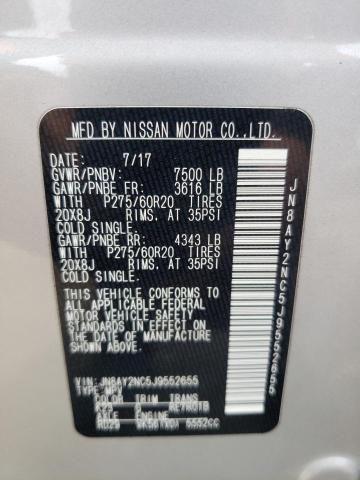 MFD BY NISSAN MOTOR CO.,LTD.
DATE: 7/17
GVWR/PNBV: 7500 LB
GAWR/PNBE FR: 3616 LB
WITH P275/60R20 TIRES
20X8J RIMS, AT 35PSI
COLD SINGLE.
GAWR/PNBE RR: 4343 LB
WITH P275/60R20 TIRES
20X8J RIMS, AT 35PSI
COLD SINGLE.
THIS VEHICLE CONFORMS TO
ALL APPLICABLE FEDERAL
MOTOR VEHICLE SAFETY
STANDARDS IN EFFECT ON
THE DATE OF MANUFACTURE
SHOWN ABOVE.
VIN: JN8AY2NC5J9552655
TYPE: MPV
COLOR TRIM TRANS
K23 G RE7R01B
AXLE ENGINE
5552CC
JN8AY2NC5J9552655